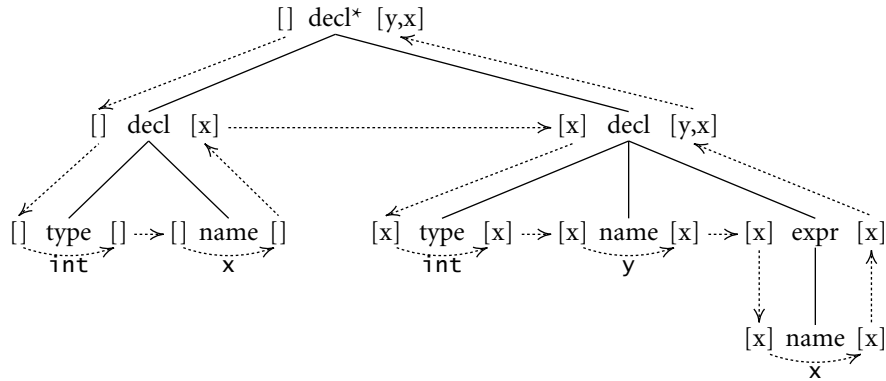 [] decl* [y,x]
[] decl [x] [x] decl [y,x]
[] type [] [] name [] [x] type [x] [x] name [x] [x] expr [x]
int x int y
[x] name [x]
x